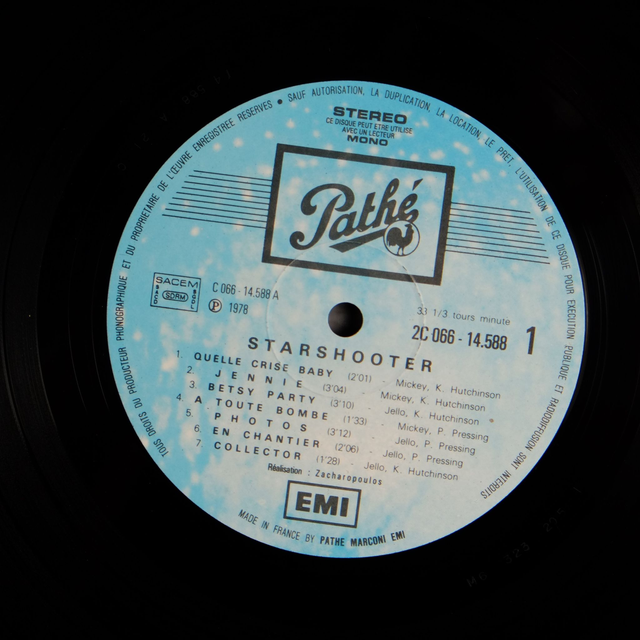 TOUS DROITS DU PRODUCTEUR PHONOGRAPHIQUE ET DU PROPRIETAIRE DE L'ŒUVRE ENREGISTREE RESERVES • SAUF AUTORISATION, LA DUPLICATION, LA LOCATION, LE PRET, L'UTILISATION DE CE DISQUE POUR EXECUTION PUBLIQUE ET RADIODIFFUSION SONT INTERDITS
STEREO
CE DISQUE PEUT ETRE UTILISE
AVEC UN LECTEUR
MONO
Pathé
SACEM
SDRM
C 066 - 14.588 A
Ⓟ 1978
33 1/3 tours minute
2C 066 - 14.588 1
STARSHOOTER
1. QUELLE CRISE BABY (2'01) - Mickey, K. Hutchinson
2. JENNIE (3'04) - Mickey, K. Hutchinson
3. BETSY PARTY (3'10) - Jello, K. Hutchinson
4. A TOUTE BOMBE (1'33) - Mickey, P. Pressing
5. PHOTOS (3'12) - Jello, P. Pressing
6. EN CHANTIER (2'06) - Jello, P. Pressing
7. COLLECTOR (1'28) - Jello, K. Hutchinson
Réalisation : Zacharopoulos
EMI
MADE IN FRANCE BY PATHE MARCONI EMI